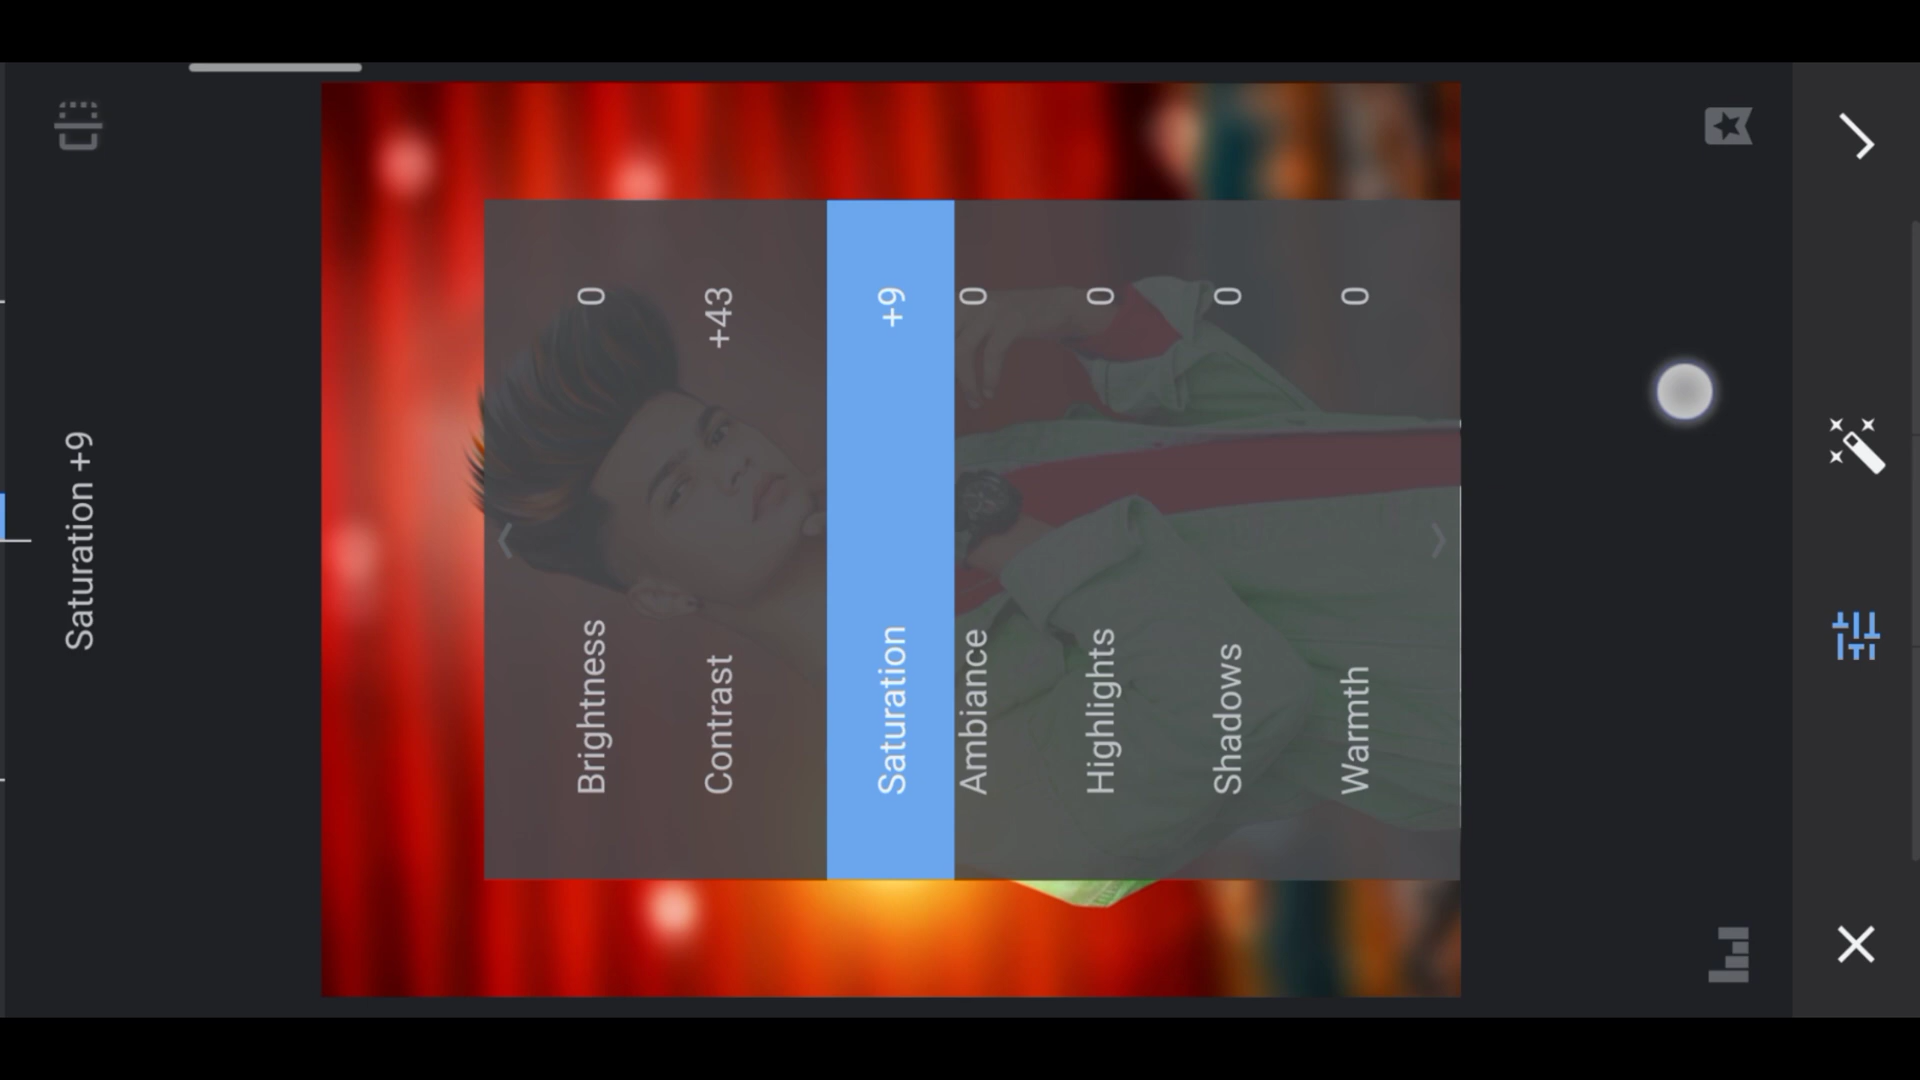 Saturation +9
Brightness 0
Contrast +43
Saturation +9
Ambiance 0
Highlights 0
Shadows 0
Warmth 0